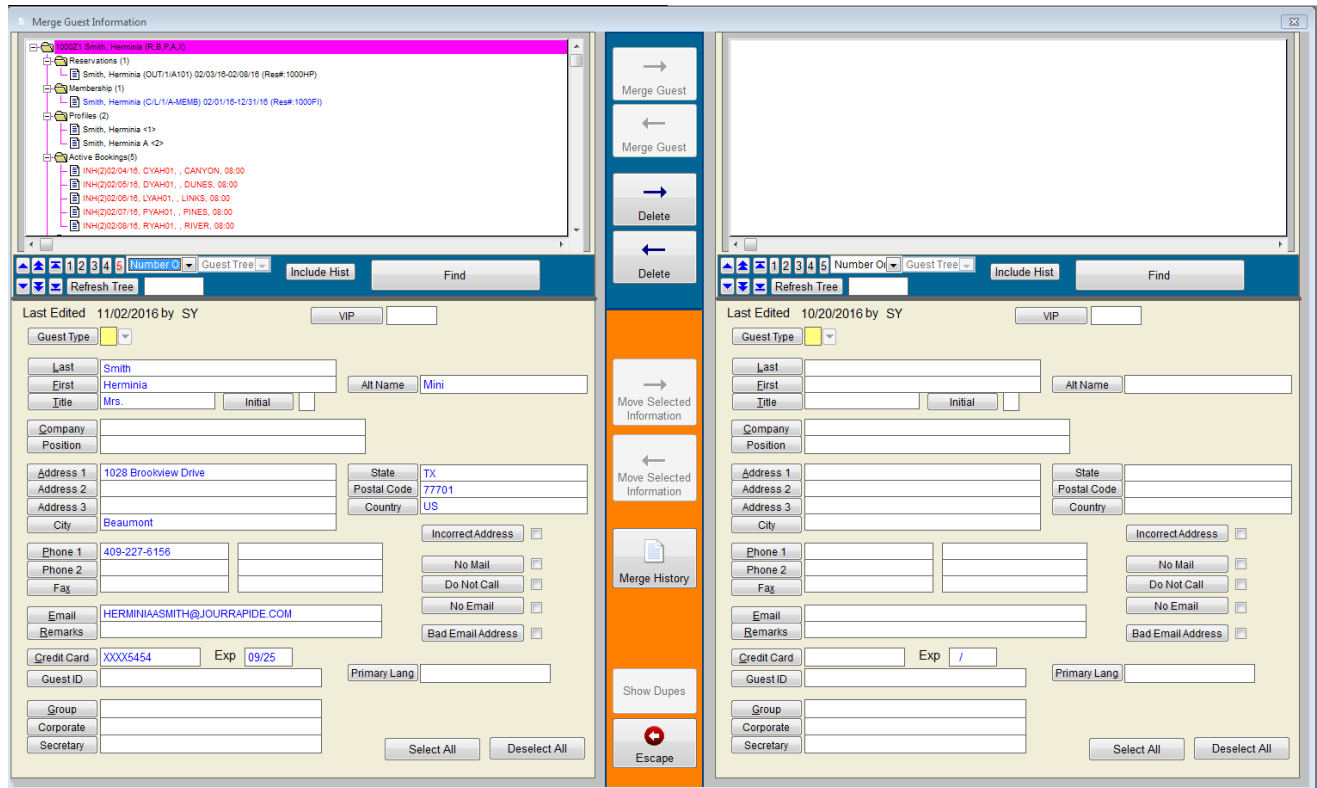 Merge Guest Information
1000Z1 Smith, Herminia (R,B,P,A,X)
Reservations (1)
Smith, Herminia (OUT/1/A101) 02/03/16-02/08/16 (Res#:1000HP)
Membership (1)
Smith, Herminia (C/L/1/A-MEMB) 02/01/16-12/31/16 (Res#:1000FI)
Profiles (2)
Smith, Herminia <1>
Smith, Herminia A <2>
Active Bookings(5)
INH(2)02/04/16, CYAH01, , CANYON, 08:00
INH(2)02/05/16, DYAH01, , DUNES, 08:00
INH(2)02/06/16, LYAH01, , LINKS, 08:00
INH(2)02/07/16, PYAH01, , PINES, 08:00
INH(2)02/08/16, RYAH01, , RIVER, 08:00
1 2 3 4 5 Number O Guest Tree Include Hist Find
Refresh Tree
Last Edited 11/02/2016 by SY VIP
Guest Type
Last Smith
First Herminia Alt Name Mini
Title Mrs. Initial
Company
Position
Address 1 1028 Brookview Drive State TX
Address 2 Postal Code 77701
Address 3 Country US
City Beaumont
Incorrect Address
Phone 1 409-227-6156
Phone 2 No Mail
Fax Do Not Call
No Email
Email HERMINIAASMITH@JOURRAPIDE.COM
Remarks Bad Email Address
Credit Card XXXX5454 Exp 09/25
Guest ID Primary Lang
Group
Corporate
Secretary Select All Deselect All
Merge Guest
Merge Guest
Delete
Delete
Move Selected
Information
Move Selected
Information
Merge History
Show Dupes
Escape
1 2 3 4 5 Number O Guest Tree Include Hist Find
Refresh Tree
Last Edited 10/20/2016 by SY VIP
Guest Type
Last
First Alt Name
Title Initial
Company
Position
Address 1 State
Address 2 Postal Code
Address 3 Country
City
Incorrect Address
Phone 1
Phone 2 No Mail
Fax Do Not Call
No Email
Email
Remarks Bad Email Address
Credit Card Exp /
Guest ID Primary Lang
Group
Corporate
Secretary Select All Deselect All